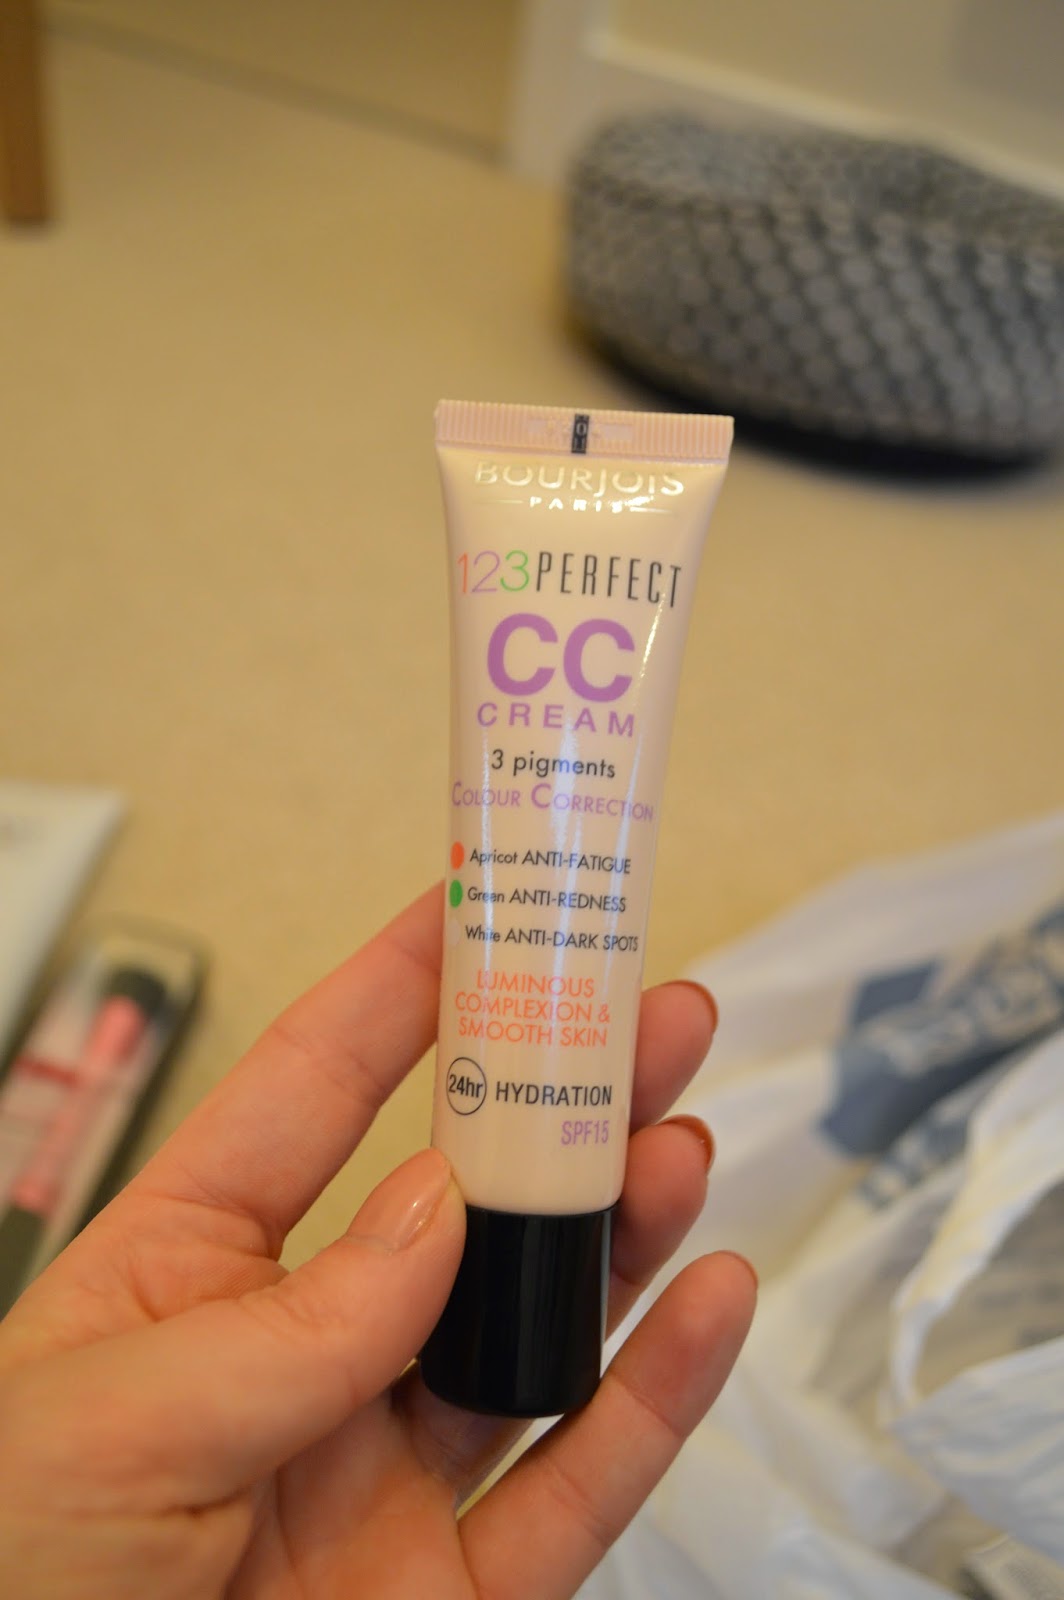 BOURJOIS
PARIS
123PERFECT
CC
CREAM
3 pigments
COLOUR CORRECTION
Apricot ANTI-FATIGUE
Green ANTI-REDNESS
White ANTI-DARK SPOTS
LUMINOUS
COMPLEXION &
SMOOTH SKIN
24hr HYDRATION
SPF15